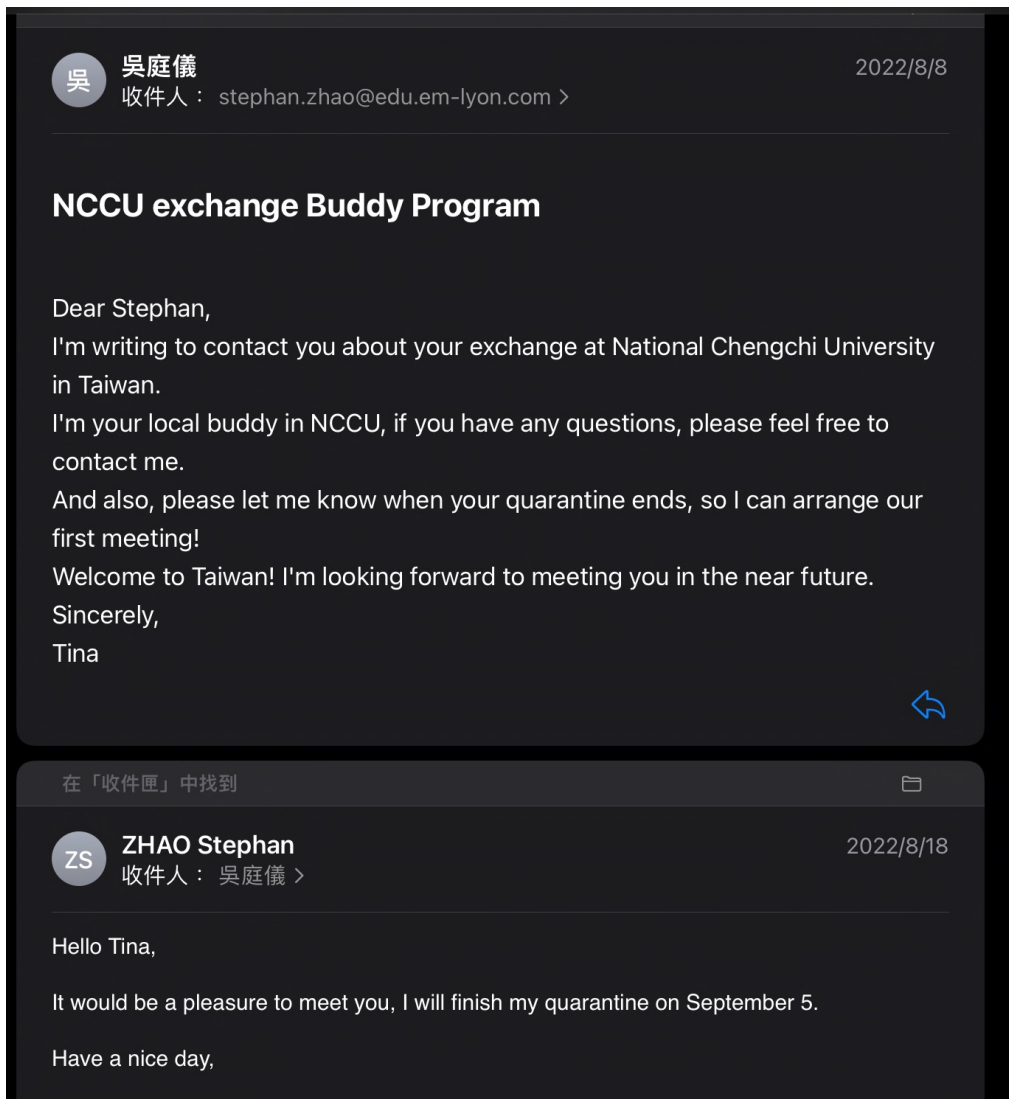 吳庭儀
2022/8/8
吳
收件人： stephan.zhao@edu.em-lyon.com
NCCU exchange Buddy Program
Dear Stephan,
I'm writing to contact you about your exchange at National Chengchi University
in Taiwan.
I'm your local buddy in NCCU, if you have any questions, please feel free to
contact me.
And also, please let me know when your quarantine ends, so I can arrange our
first meeting!
Welcome to Taiwan! I'm looking forward to meeting you in the near future.
Sincerely,
Tina
在「收件匣」中找到
ZHAO Stephan
2022/8/18
ZS
收件人： 吳庭儀
Hello Tina,
It would be a pleasure to meet you, I will finish my quarantine on September 5.
Have a nice day,